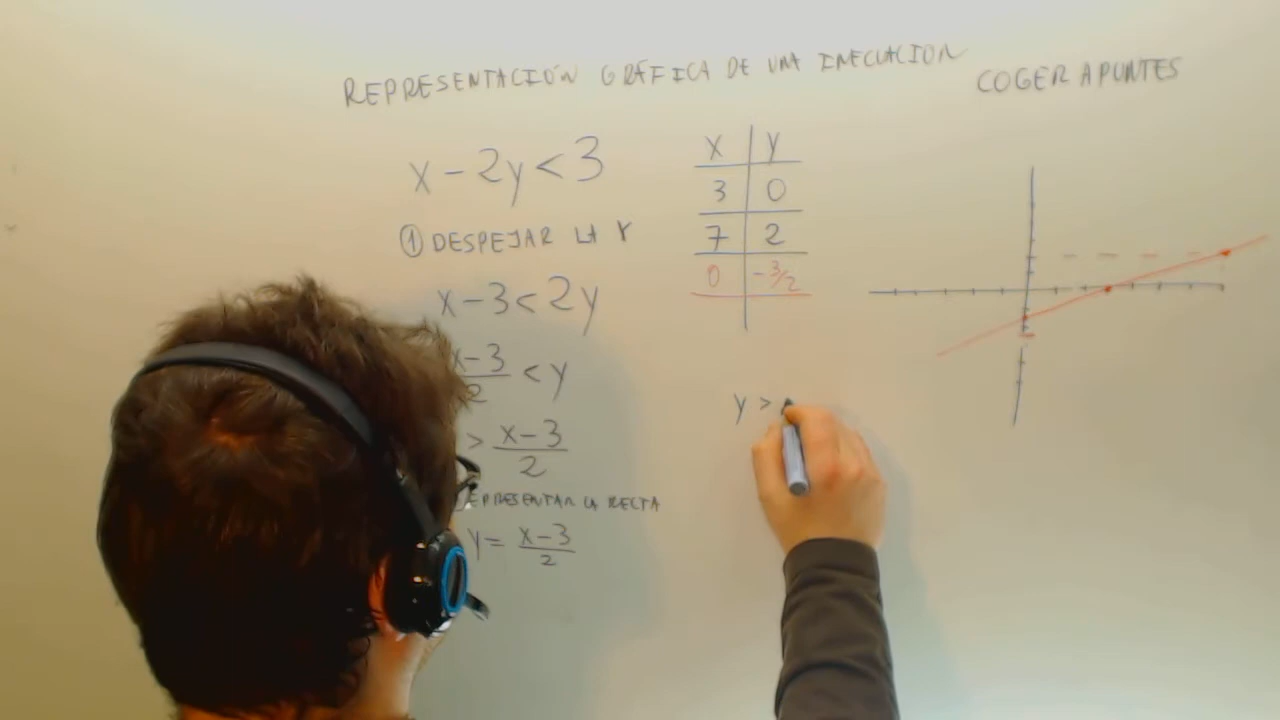 REPRESENTACIÓN GRÁFICA DE UNA INECUACION
COGER APUNTES
x - 2y < 3
① DESPEJAR LA Y
x - 3 < 2y
x-3/2 < y
> x-3/2
REPRESENTAR LA RECTA
y = x-3/2
x y
3 0
7 2
0 -3/2
y >